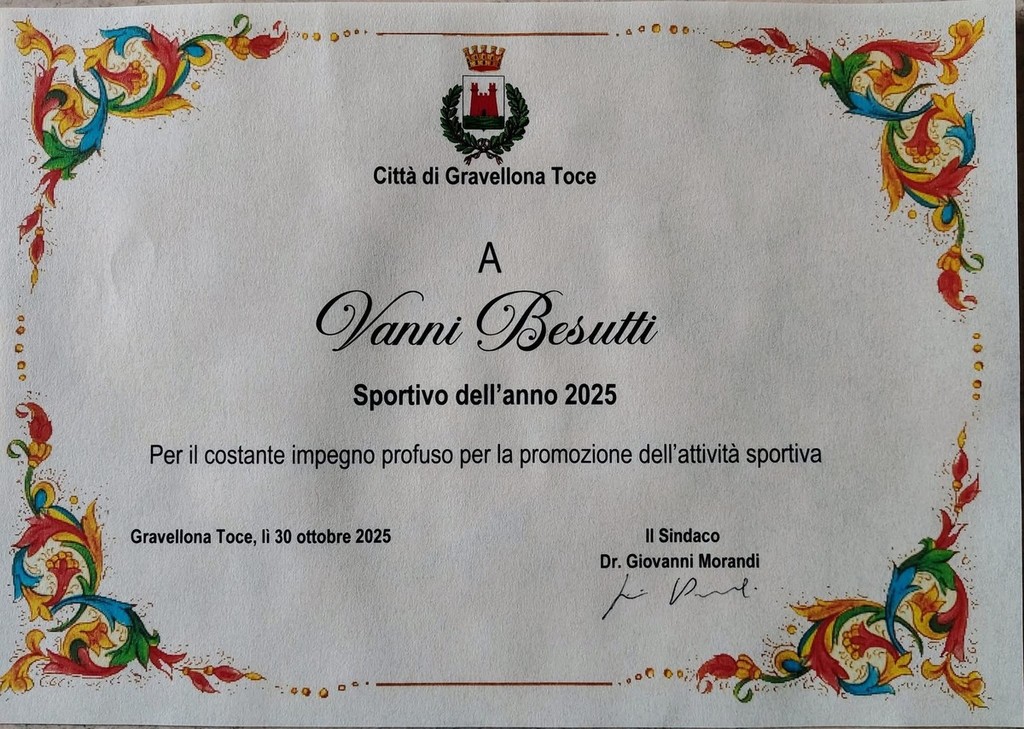 Città di Gravellona Toce
A
Vanni Besutti
Sportivo dell'anno 2025
Per il costante impegno profuso per la promozione dell'attività sportiva
Gravellona Toce, lì 30 ottobre 2025
Il Sindaco
Dr. Giovanni Morandi